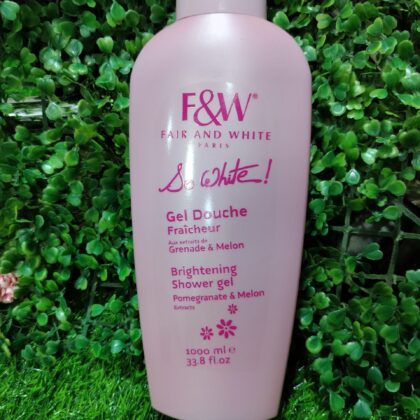 F&W®
FAIR AND WHITE
PARIS
So White!
Gel Douche
Fraîcheur
Aux extraits de
Grenade & Melon
Brightening
Shower gel
Pomegranate & Melon
Extracts
1000 ml e
33.8 fl.oz